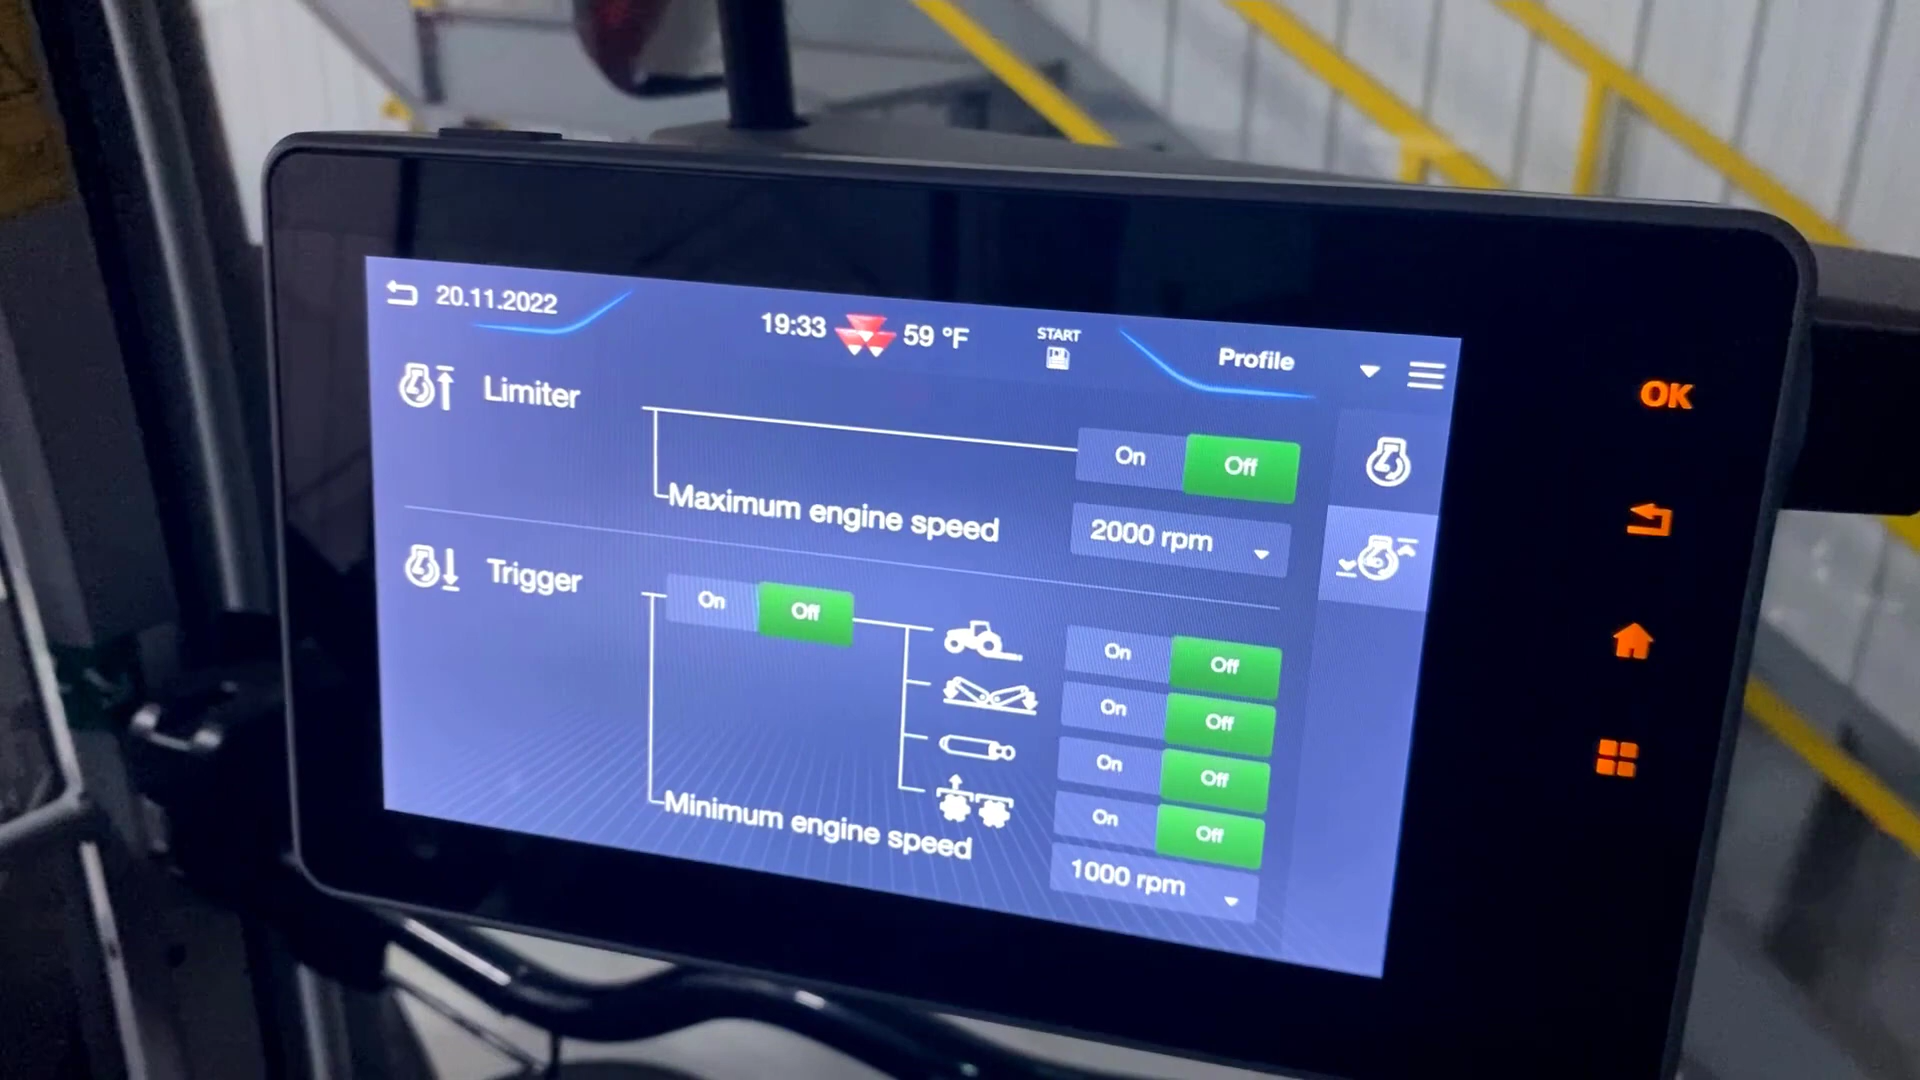 20.11.2022
19:33
59 °F
START
Profile
Limiter
On
Off
Maximum engine speed
2000 rpm
Trigger
On
Off
On
Off
On
Off
On
Off
On
Off
Minimum engine speed
1000 rpm
OK